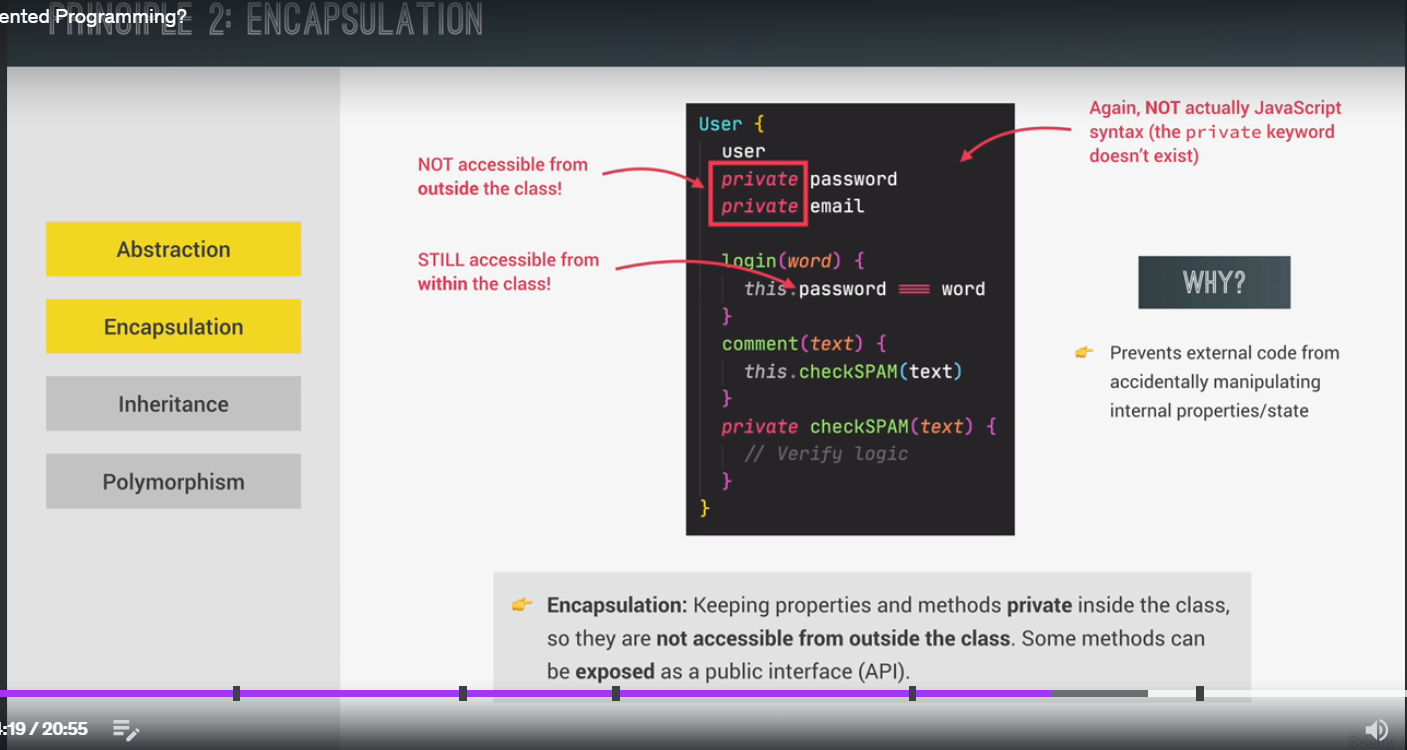 ented Programming?
PRINCIPLE 2: ENCAPSULATION
Abstraction
Encapsulation
Inheritance
Polymorphism
NOT accessible from
outside the class!
STILL accessible from
within the class!
User {
user
private password
private email
login(word) {
this.password === word
}
comment(text) {
this.checkSPAM(text)
}
private checkSPAM(text) {
// Verify logic
}
}
Again, NOT actually JavaScript
syntax (the private keyword
doesn't exist)
WHY?
👉 Prevents external code from
accidentally manipulating
internal properties/state
👉 Encapsulation: Keeping properties and methods private inside the class,
so they are not accessible from outside the class. Some methods can
be exposed as a public interface (API).
:19 / 20:55